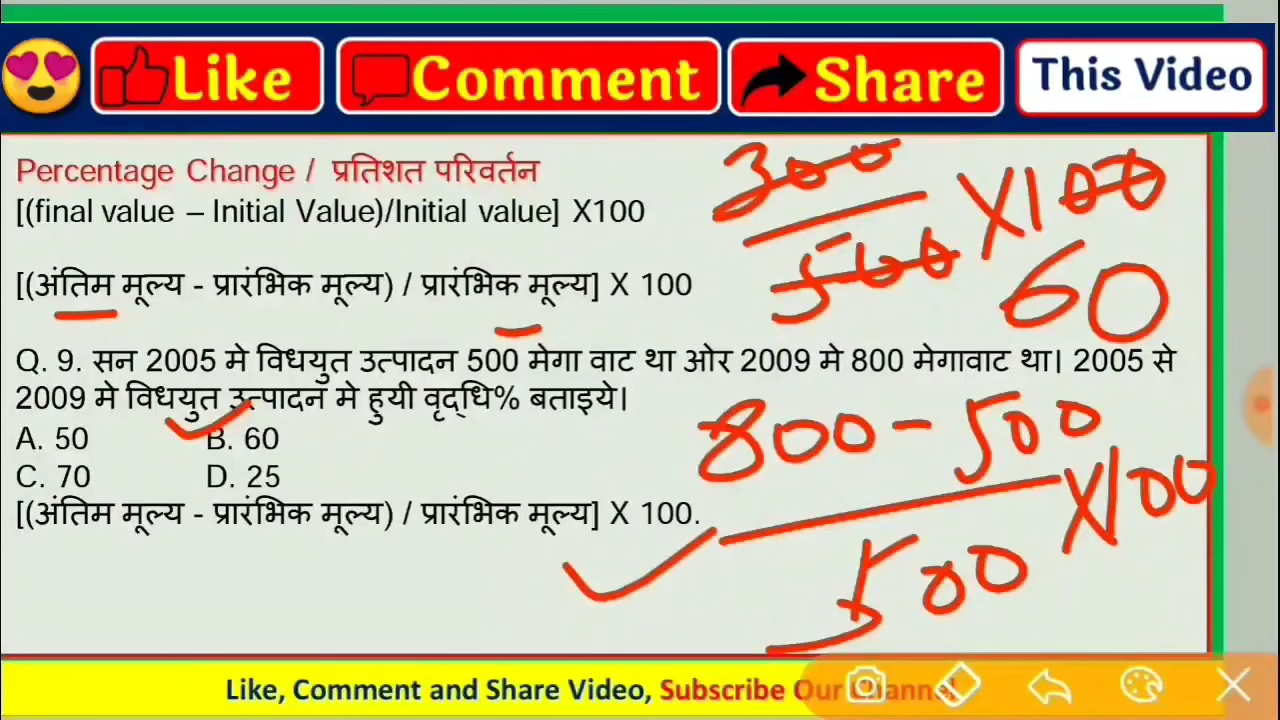 Like Comment Share This Video
Percentage Change / प्रतिशत परिवर्तन
[(final value – Initial Value)/Initial value] X100
[(अंतिम मूल्य - प्रारंभिक मूल्य) / प्रारंभिक मूल्य] X 100
300
500
X100
60
Q. 9. सन 2005 मे विधयुत उत्पादन 500 मेगा वाट था ओर 2009 मे 800 मेगावाट था। 2005 से
2009 मे विधयुत उत्पादन मे हुयी वृद्धि% बताइये।
A. 50 B. 60
C. 70 D. 25
[(अंतिम मूल्य - प्रारंभिक मूल्य) / प्रारंभिक मूल्य] X 100.
800-500
500
X100
Like, Comment and Share Video, Subscribe Our Channel